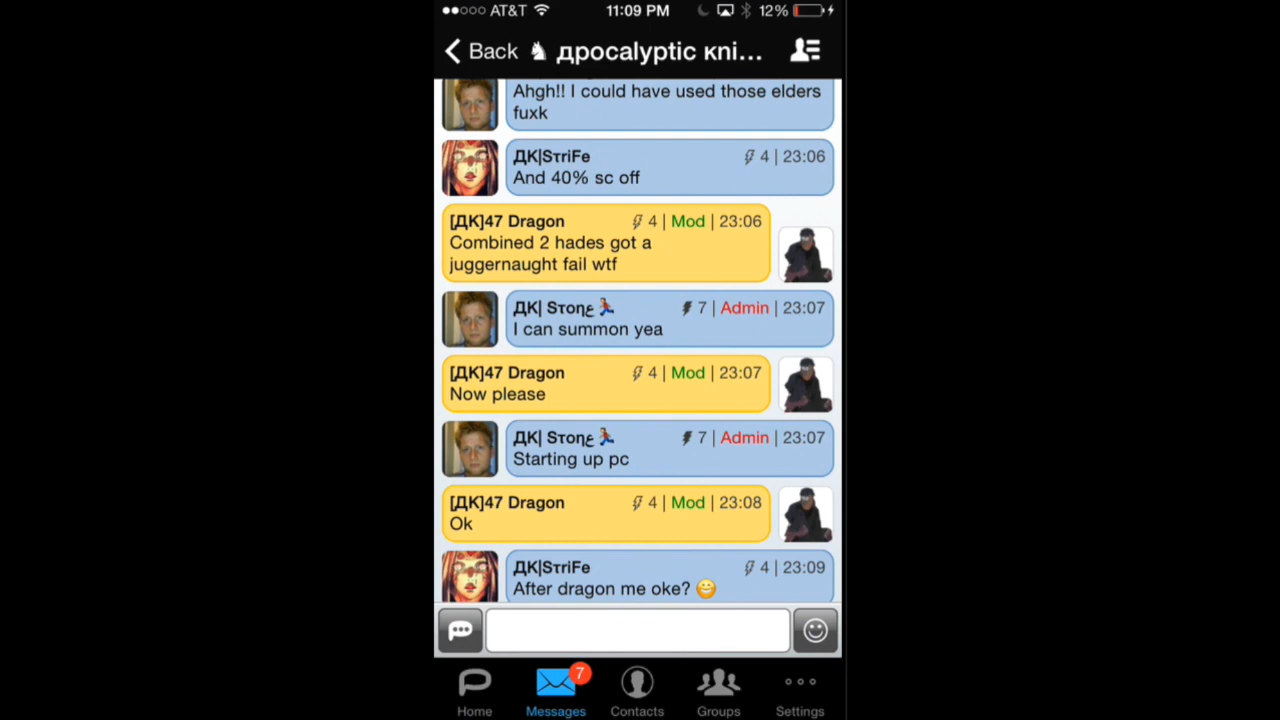 AT&T 11:09 PM 12%
Back ♞ дpocalyptic кni...
Ahgh!! I could have used those elders
fuxk
ДК|SтriFe 4 | 23:06
And 40% sc off
[ДК]47 Dragon 4 | Mod | 23:06
Combined 2 hades got a
juggernaught fail wtf
ДК| Sтoηع🏃 7 | Admin | 23:07
I can summon yea
[ДК]47 Dragon 4 | Mod | 23:07
Now please
ДК| Sтoηع🏃 7 | Admin | 23:07
Starting up pc
[ДК]47 Dragon 4 | Mod | 23:08
Ok
ДК|SтriFe 4 | 23:09
After dragon me oke? 😁
7
Home Messages Contacts Groups Settings